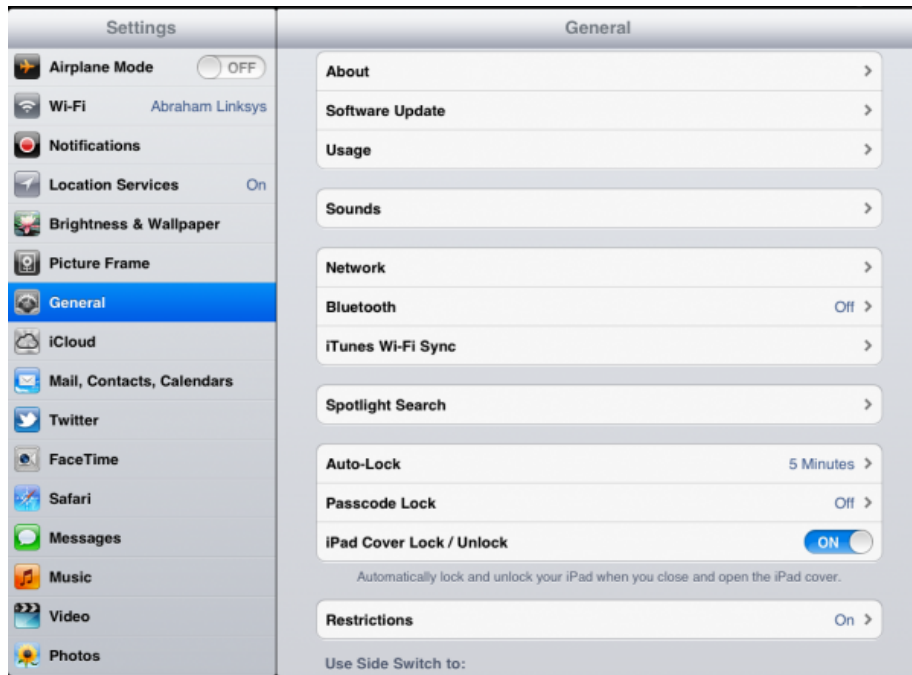 Settings
Airplane Mode OFF
Wi-Fi Abraham Linksys
Notifications
Location Services On
Brightness & Wallpaper
Picture Frame
General
iCloud
Mail, Contacts, Calendars
Twitter
FaceTime
Safari
Messages
Music
Video
Photos
General
About
Software Update
Usage
Sounds
Network
Bluetooth Off
iTunes Wi-Fi Sync
Spotlight Search
Auto-Lock 5 Minutes
Passcode Lock Off
iPad Cover Lock / Unlock ON
Automatically lock and unlock your iPad when you close and open the iPad cover.
Restrictions On
Use Side Switch to: